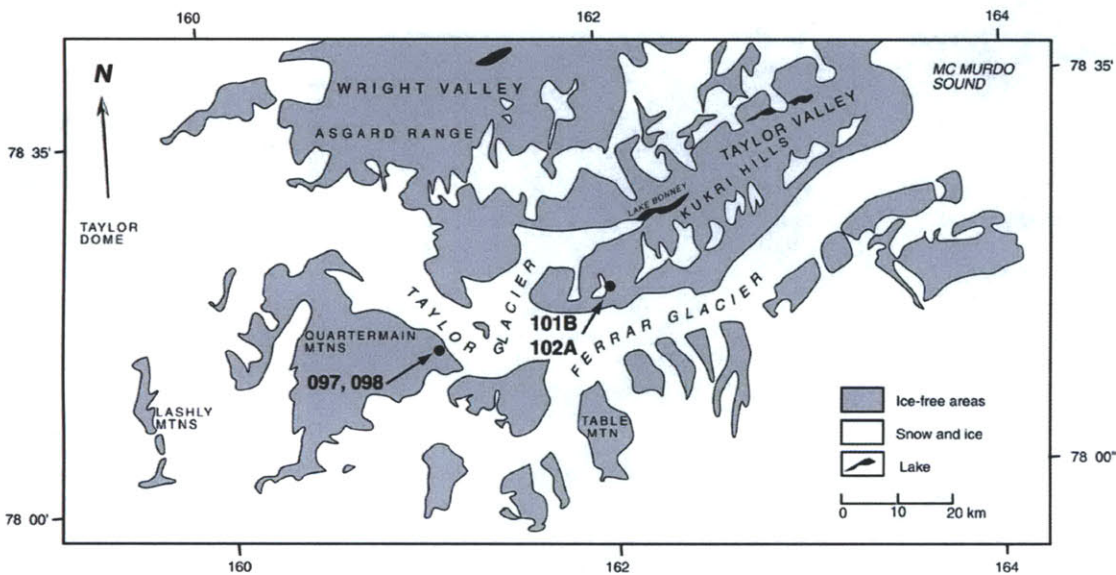 160
162
164
N
MC MURDO
SOUND
78 35'
WRIGHT VALLEY
ASGARD RANGE
TAYLOR VALLEY
KUKRI HILLS
78 35'
LAKE BONNEY
TAYLOR
DOME
TAYLOR GLACIER
FERRAR GLACIER
101B
102A
QUARTERMAIN
MTNS
097, 098
LASHLY
MTNS
TABLE
MTN
Ice-free areas
Snow and ice
Lake
0 10 20 km
78 00"
78 00'
160
162
164